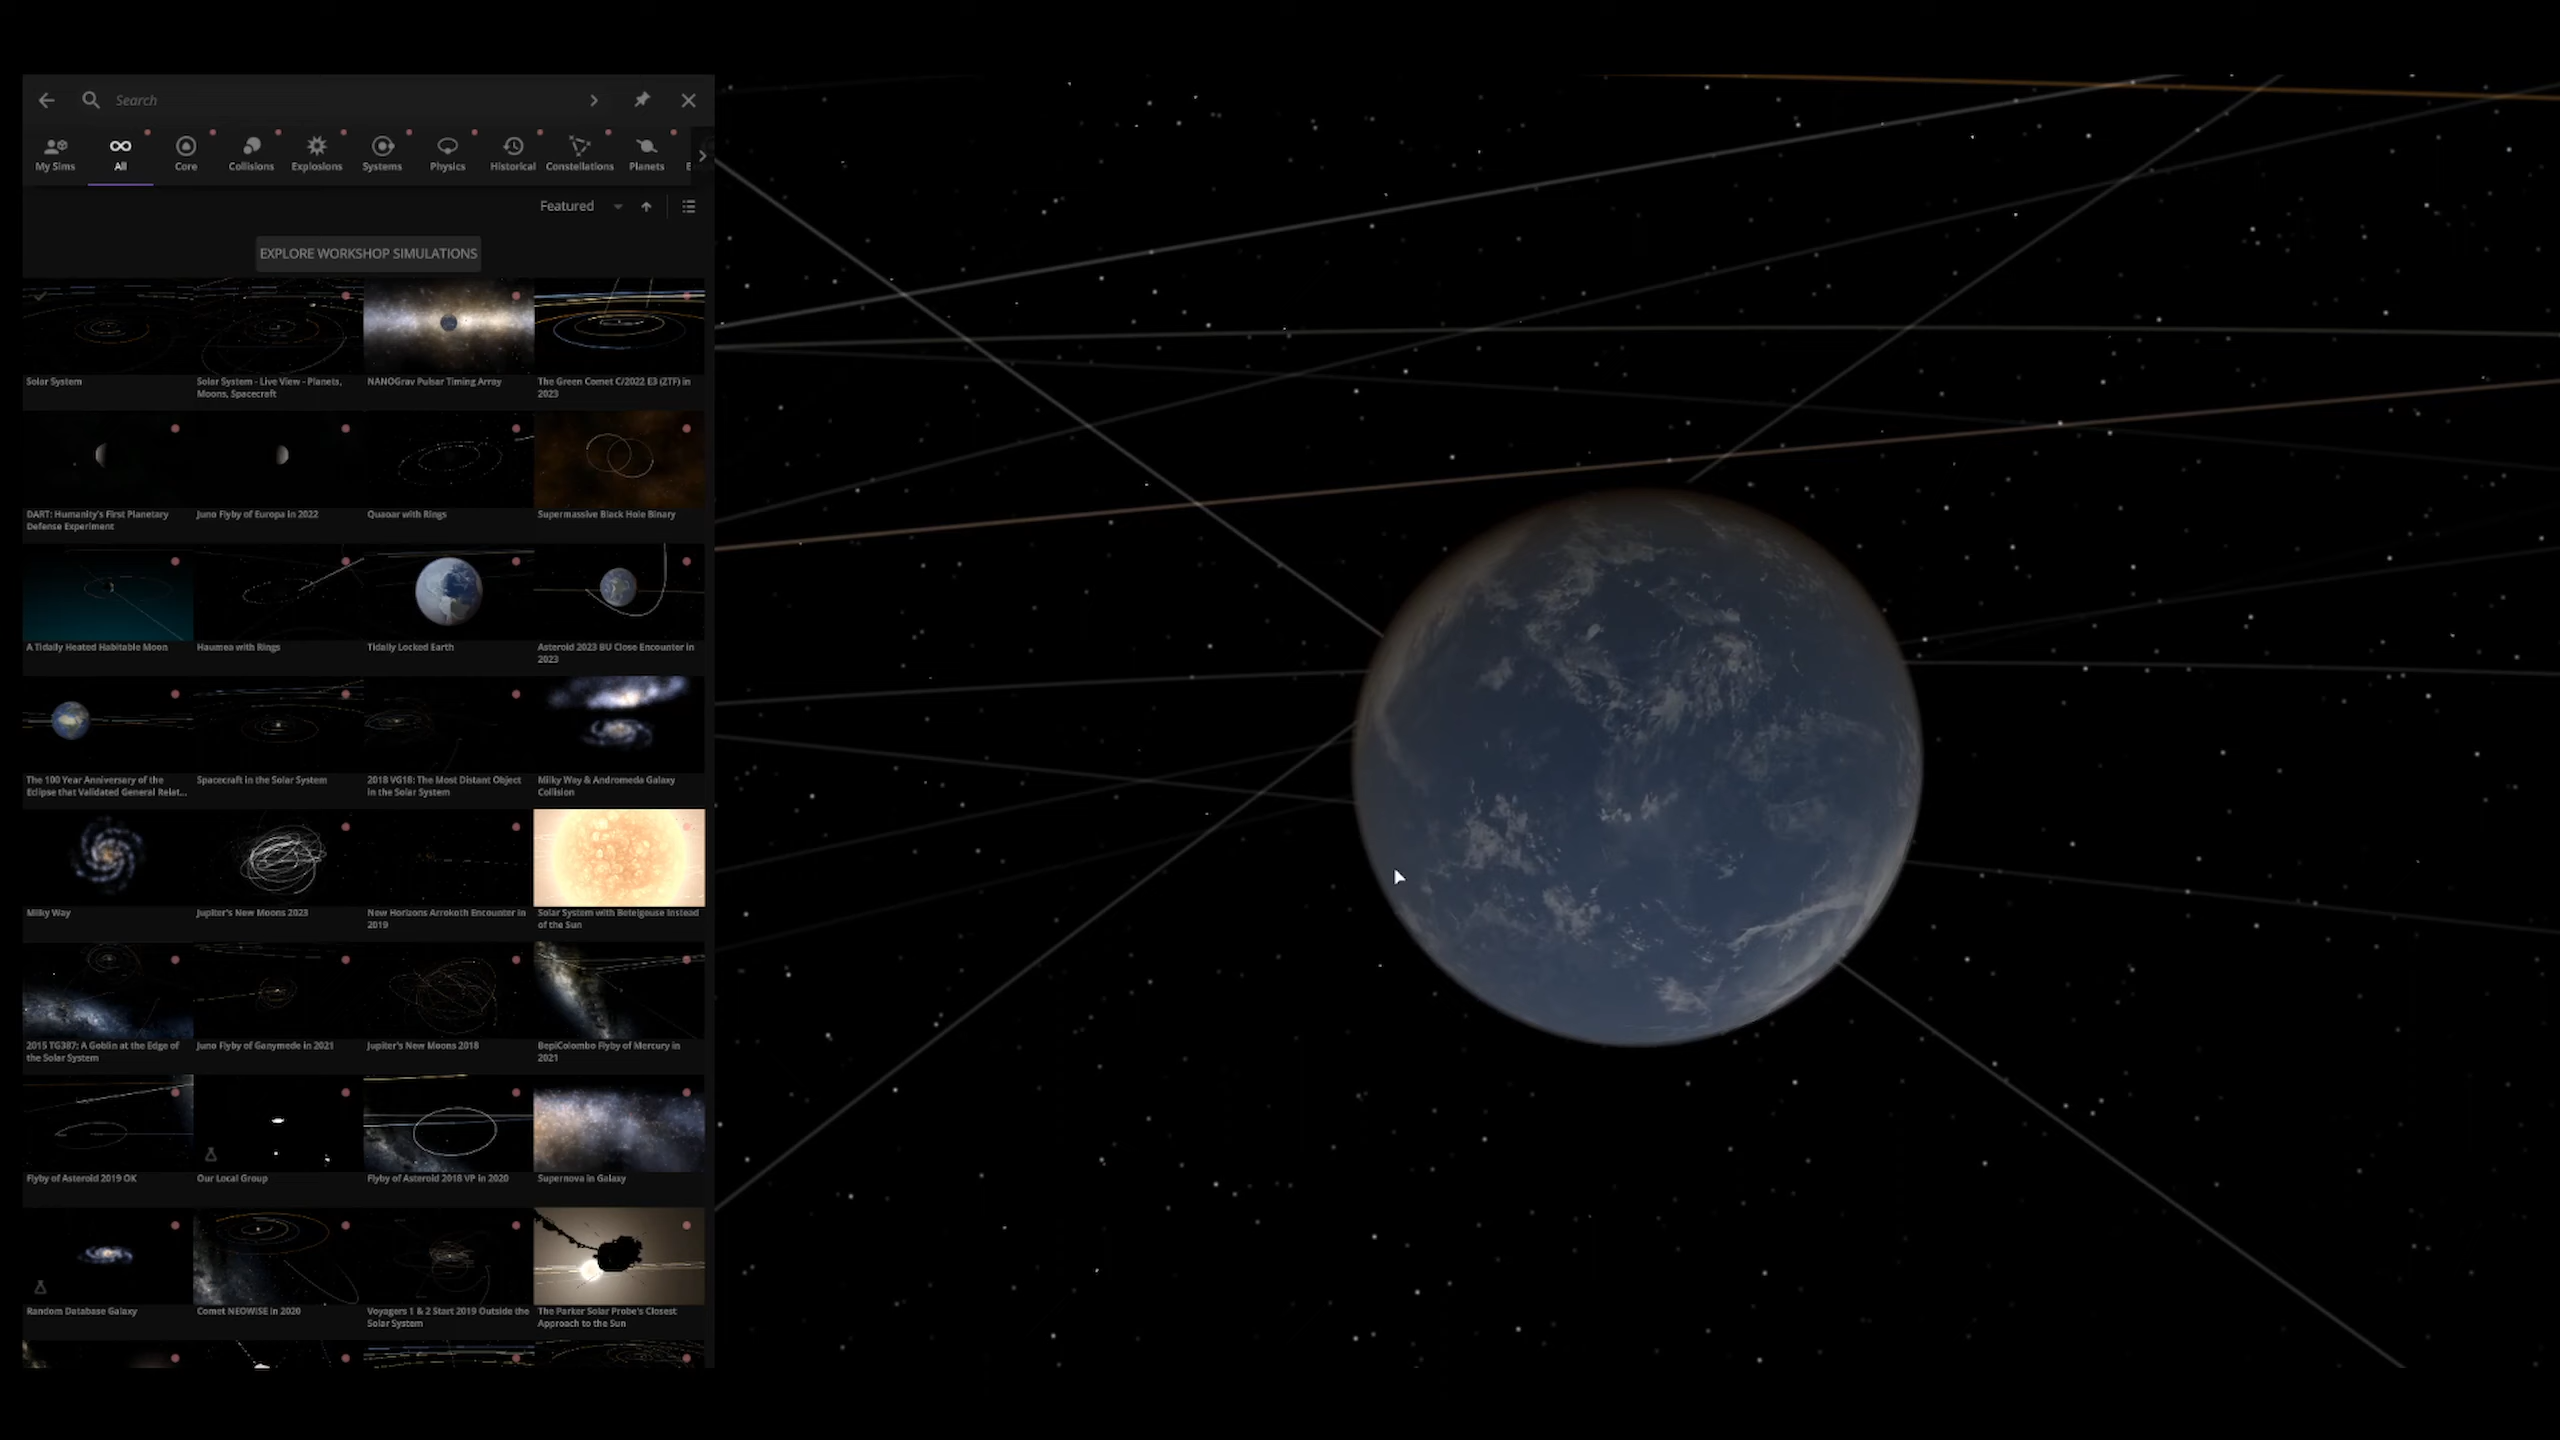 Search
My Sims
All
Core
Collisions
Explosions
Systems
Physics
Historical
Constellations
Planets
Featured
EXPLORE WORKSHOP SIMULATIONS
Solar System
Solar System - Live View - Planets,
Moons, Spacecraft
NANOGrav Pulsar Timing Array
The Green Comet C/2022 E3 (ZTF) in
2023
DART: Humanity's First Planetary
Defense Experiment
Juno Flyby of Europa in 2022
Quaoar with Rings
Supermassive Black Hole Binary
A Tidally Heated Habitable Moon
Haumea with Rings
Tidally Locked Earth
Asteroid 2023 BU Close Encounter in
2023
The 100 Year Anniversary of the
Eclipse that Validated General Relat...
Spacecraft in the Solar System
2018 VG18: The Most Distant Object
in the Solar System
Milky Way & Andromeda Galaxy
Collision
Milky Way
Jupiter's New Moons 2023
New Horizons Arrokoth Encounter in
2019
Solar System with Betelgeuse Instead
of the Sun
2015 TG387: A Goblin at the Edge of
the Solar System
Juno Flyby of Ganymede in 2021
Jupiter's New Moons 2018
BepiColombo Flyby of Mercury in
2021
Flyby of Asteroid 2019 OK
Our Local Group
Flyby of Asteroid 2018 VP in 2020
Supernova in Galaxy
Random Database Galaxy
Comet NEOWISE in 2020
Voyagers 1 & 2 Start 2019 Outside the
Solar System
The Parker Solar Probe's Closest
Approach to the Sun